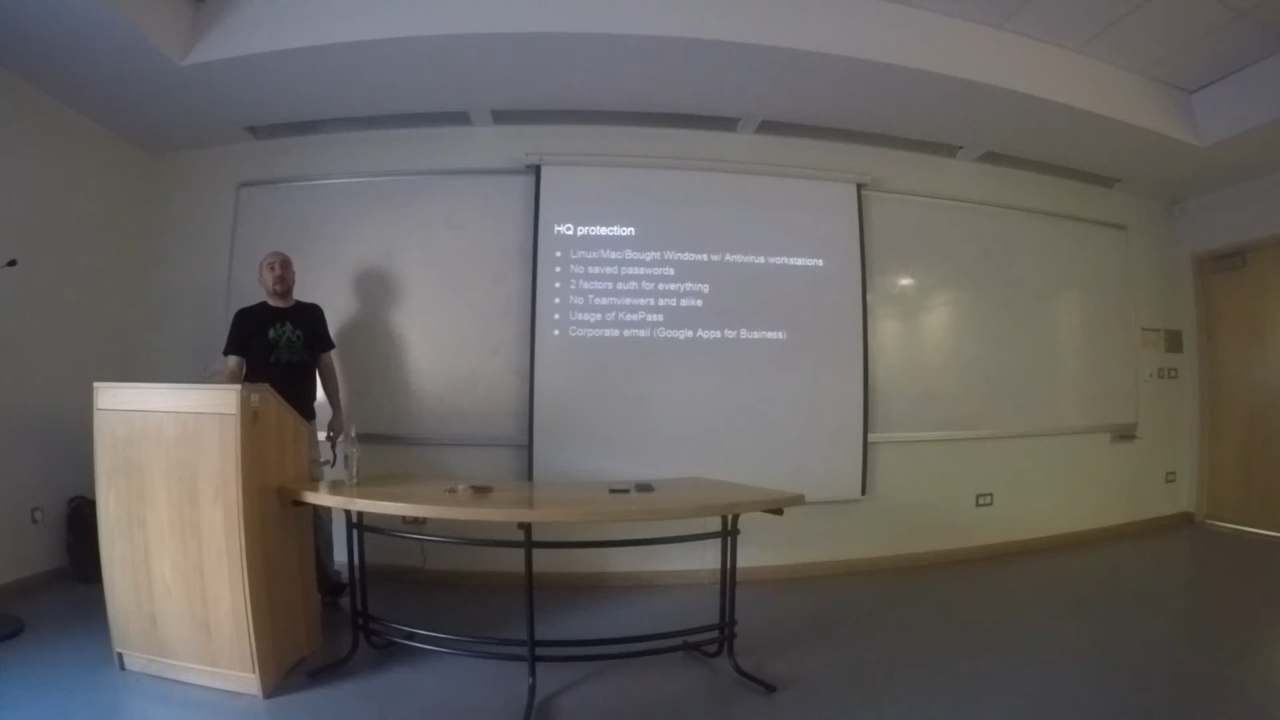 HQ protection
● Linux/Mac/Bought Windows w/ Antivirus workstations
● No saved passwords
● 2 factors auth for everything
● No Teamviewers and alike
● Usage of KeePass
● Corporate email (Google Apps for Business)